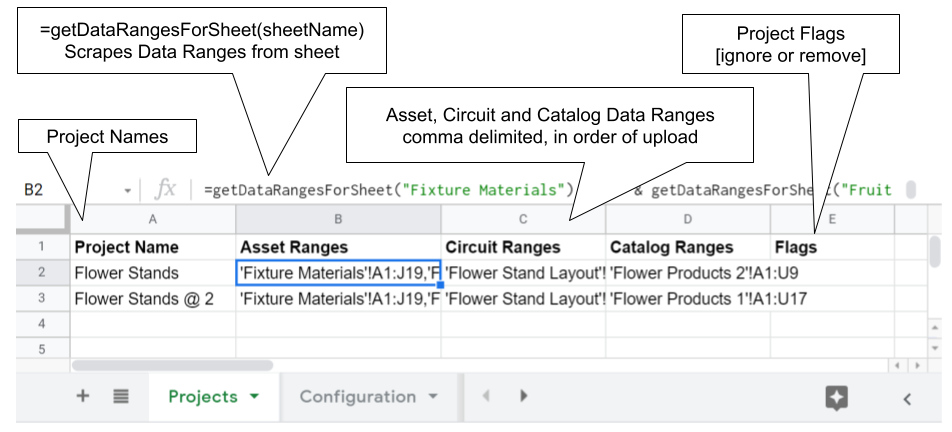 =getDataRangesForSheet(sheetName)
Scrapes Data Ranges from sheet
Project Flags
[ignore or remove]
Asset, Circuit and Catalog Data Ranges
comma delimited, in order of upload
Project Names
B2 fx =getDataRangesForSheet("Fixture Materials") & getDataRangesForSheet("Fruit
A B C D E
1 Project Name Asset Ranges Circuit Ranges Catalog Ranges Flags
2 Flower Stands 'Fixture Materials'!A1:J19,'F 'Flower Stand Layout'! 'Flower Products 2'!A1:U9
3 Flower Stands @ 2 'Fixture Materials'!A1:J19,'F 'Flower Stand Layout'! 'Flower Products 1'!A1:U17
4
5
+ Projects Configuration